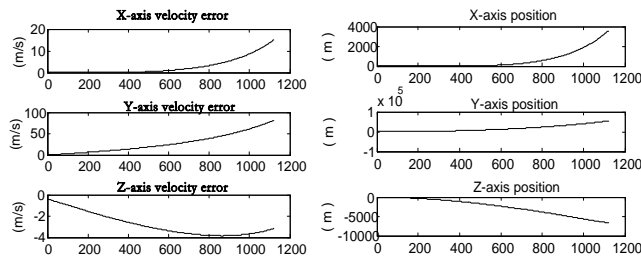 X-axis velocity error
20
10
0
(m/s)
0 200 400 600 800 1000 1200
Y-axis velocity error
100
50
0
(m/s)
0 200 400 600 800 1000 1200
Z-axis velocity error
0
-2
-4
(m/s)
0 200 400 600 800 1000 1200
X-axis position
4000
2000
0
( m )
0 200 400 600 800 1000 1200
x 10 5
Y-axis position
1
0
-1
( m )
0 200 400 600 800 1000 1200
Z-axis position
0
-5000
-10000
( m )
0 200 400 600 800 1000 1200